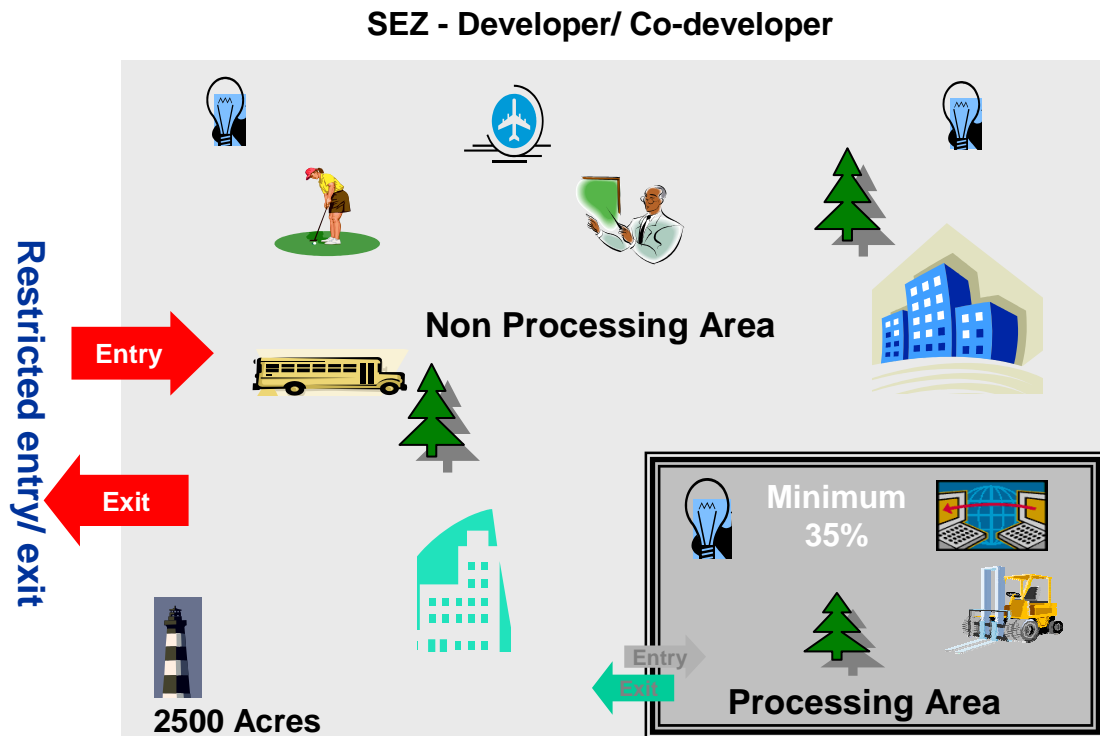 SEZ - Developer/ Co-developer
Restricted entry/ exit
Entry
Non Processing Area
Exit
Minimum
35%
Entry
Exit
Processing Area
2500 Acres